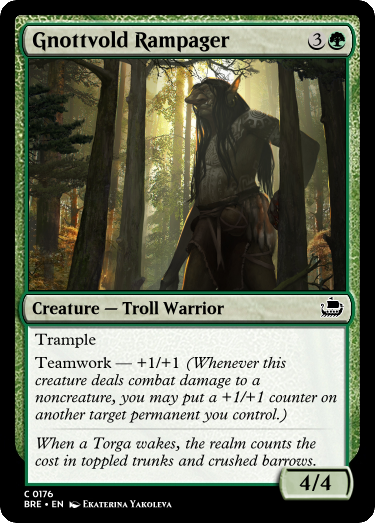 Gnottvold Rampager 3
Creature — Troll Warrior
Trample
Teamwork — +1/+1 (Whenever this
creature deals combat damage to a
noncreature, you may put a +1/+1 counter on
another target permanent you control.)
When a Torga wakes, the realm counts the
cost in toppled trunks and crushed barrows.
4/4
C 0176
BRE • EN Ekaterina Yakoleva